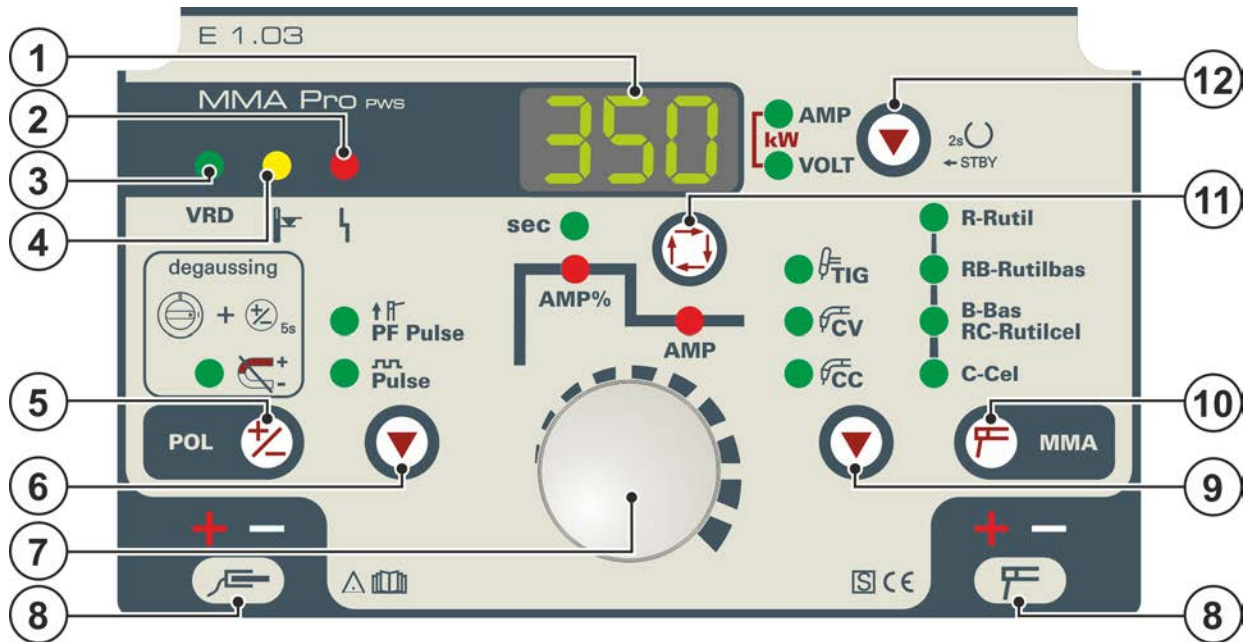 E 1.03
1
12
MMA Pro PWS
350
AMP
kW
VOLT
2s
STBY
2
3
4
VRD
11
sec
AMP%
AMP
R-Rutil
RB-Rutilbas
B-Bas
RC-Rutilcel
C-Cel
TIG
CV
CC
degaussing
+
5s
+
-
PF Pulse
Pulse
5
POL
+/-
6
7
10
MMA
9
+ -
+ -
8
S CE
8